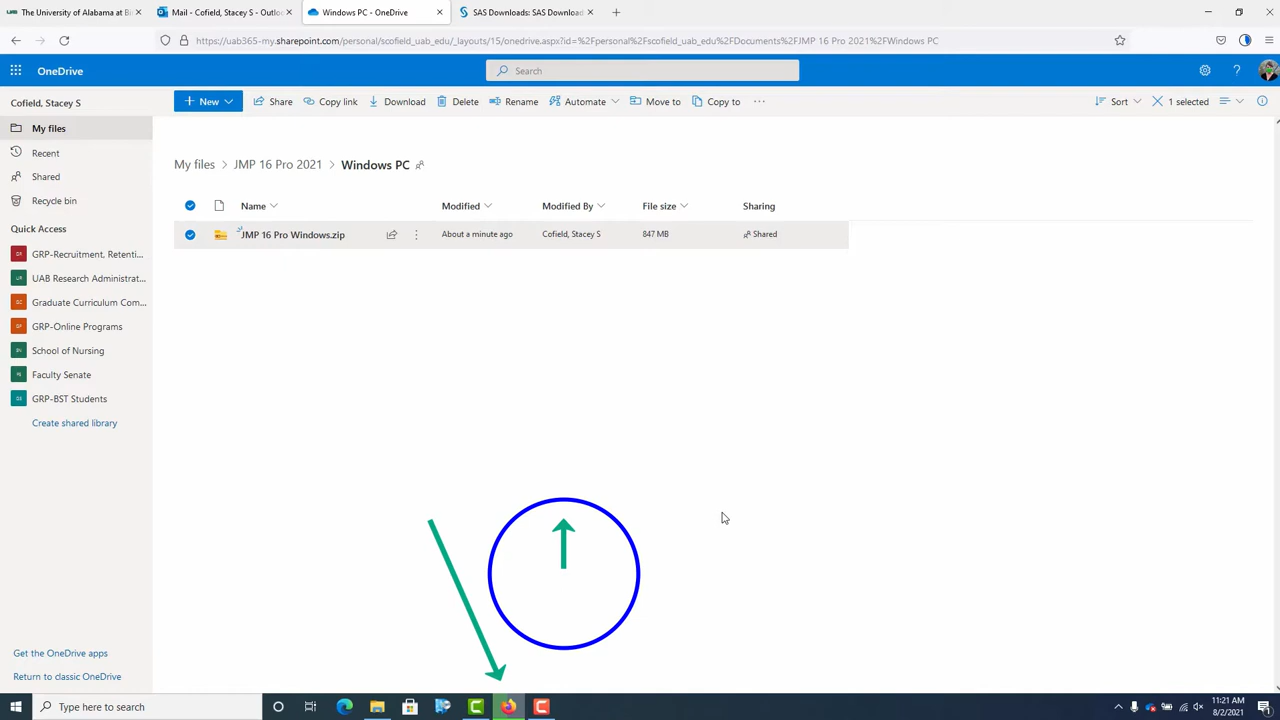 The University of Alabama at Bi
Mail - Cofield, Stacey S - Outlo
Windows PC - OneDrive
SAS Downloads: SAS Download
https://uab365-my.sharepoint.com/personal/scofield_uab_edu/_layouts/15/onedrive.aspx?id=%2Fpersonal%2Fscofield_uab_edu%2FDocuments%2FJMP 16 Pro 2021%2FWindows PC
OneDrive
Search
Cofield, Stacey S
New
Share
Copy link
Download
Delete
Rename
Automate
Move to
Copy to
Sort
1 selected
My files
Recent
Shared
Recycle bin
Quick Access
GRP-Recruitment, Retenti...
UAB Research Administrat...
Graduate Curriculum Com...
GRP-Online Programs
School of Nursing
Faculty Senate
GRP-BST Students
Create shared library
Get the OneDrive apps
Return to classic OneDrive
My files > JMP 16 Pro 2021 > Windows PC
Name Modified Modified By File size Sharing
JMP 16 Pro Windows.zip About a minute ago Cofield, Stacey S 847 MB Shared
Type here to search
11:21 AM
8/2/2021